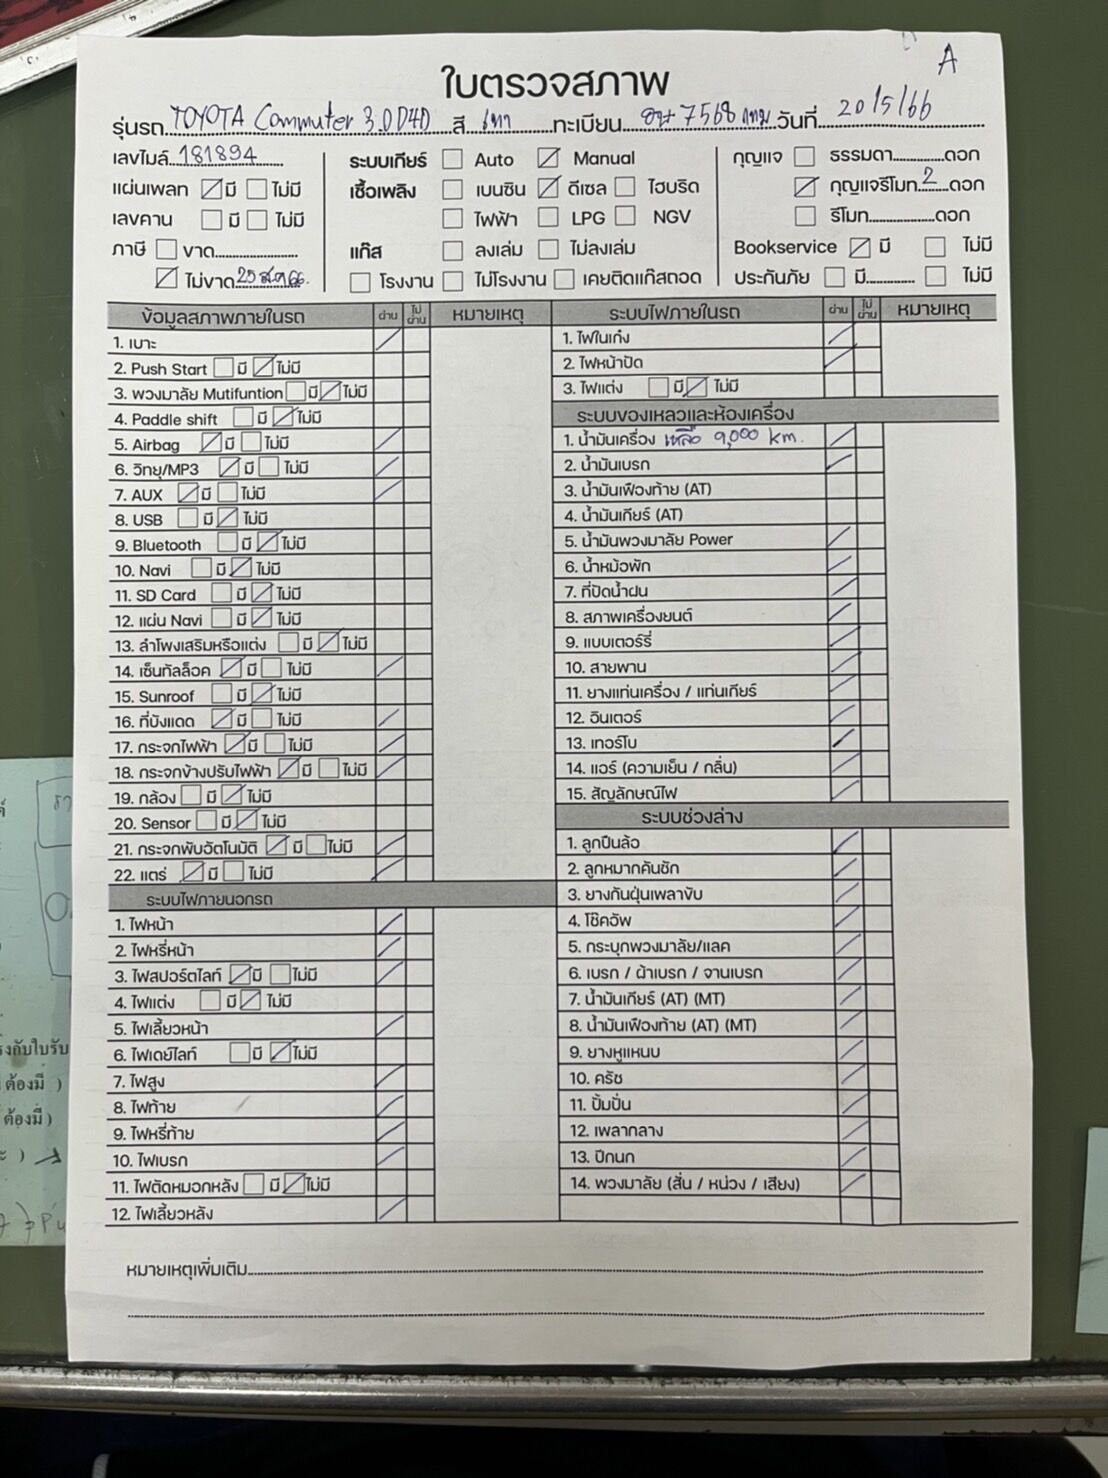 A
ใบตรวจสภาพ
รุ่นรถ TOYOTA Commuter 3.0 D4D สี เทา ทะเบียน 7568 กทม วันที่ 20/5/66
เลขไมล์ 181894
แผ่นเพลท มี ไม่มี
เลขคาน มี ไม่มี
ภาษี ขาด
ไม่ขาด 25 ส.ค 66.
ระบบเกียร์ Auto Manual
เชื้อเพลิง เบนซิน ดีเซล ไฮบริด
ไฟฟ้า LPG NGV
แก๊ส ลงเล่ม ไม่ลงเล่ม
โรงงาน ไม่โรงงาน เคยติดแก๊สถอด
กุญแจ ธรรมดา ดอก
กุญแจรีโมท 2 ดอก
รีโมท ดอก
Bookservice มี ไม่มี
ประกันภัย มี ไม่มี
ข้อมูลสภาพภายในรถ ผ่าน ไม่ผ่าน หมายเหตุ
1. เบาะ
2. Push Start มี ไม่มี
3. พวงมาลัย Mutifuntion มี ไม่มี
4. Paddle shift มี ไม่มี
5. Airbag มี ไม่มี
6. วิทยุ/MP3 มี ไม่มี
7. AUX มี ไม่มี
8. USB มี ไม่มี
9. Bluetooth มี ไม่มี
10. Navi มี ไม่มี
11. SD Card มี ไม่มี
12. แผ่น Navi มี ไม่มี
13. ลำโพงเสริมหรือแต่ง มี ไม่มี
14. เซ็นทัลล็อค มี ไม่มี
15. Sunroof มี ไม่มี
16. ที่บังแดด มี ไม่มี
17. กระจกไฟฟ้า มี ไม่มี
18. กระจกข้างปรับไฟฟ้า มี ไม่มี
19. กล้อง มี ไม่มี
20. Sensor มี ไม่มี
21. กระจกพับอัตโนมัติ มี ไม่มี
22. แตร่ มี ไม่มี
ระบบไฟภายนอกรถ
1. ไฟหน้า
2. ไฟหรี่หน้า
3. ไฟสปอร์ตไลท์ มี ไม่มี
4. ไฟแต่ง มี ไม่มี
5. ไฟเลี้ยวหน้า
6. ไฟเดย์ไลท์ มี ไม่มี
7. ไฟสูง
8. ไฟท้าย
9. ไฟหรี่ท้าย
10. ไฟเบรก
11. ไฟตัดหมอกหลัง มี ไม่มี
12. ไฟเลี้ยวหลัง
ระบบไฟภายในรถ ผ่าน ไม่ผ่าน หมายเหตุ
1. ไฟในเก๋ง
2. ไฟหน้าปัด
3. ไฟแต่ง มี ไม่มี
ระบบของเหลวและห้องเครื่อง
1. น้ำมันเครื่อง เหลือ 9,000 km.
2. น้ำมันเบรก
3. น้ำมันเฟืองท้าย (AT)
4. น้ำมันเกียร์ (AT)
5. น้ำมันพวงมาลัย Power
6. น้ำหม้อพัก
7. ที่ปัดน้ำฝน
8. สภาพเครื่องยนต์
9. แบบเตอร์รี่
10. สายพาน
11. ยางแท่นเครื่อง / แท่นเกียร์
12. อินเตอร์
13. เทอร์โบ
14. แอร์ (ความเย็น / กลิ่น)
15. สัญลักษณ์ไฟ
ระบบช่วงล่าง
1. ลูกปืนล้อ
2. ลูกหมากคันชัก
3. ยางกันฝุ่นเพลาขับ
4. โช๊คอัพ
5. กระบุกพวงมาลัย/แลค
6. เบรก / ผ้าเบรก / จานเบรก
7. น้ำมันเกียร์ (AT) (MT)
8. น้ำมันเฟืองท้าย (AT) (MT)
9. ยางหูแหนบ
10. ครัช
11. ปั้มปั่น
12. เพลากลาง
13. ปีกนก
14. พวงมาลัย (สั่น / หน่วง / เสียง)
หมายเหตุเพิ่มเติม
รงกับใบรับ
ต้องมี )
ต้องมี )